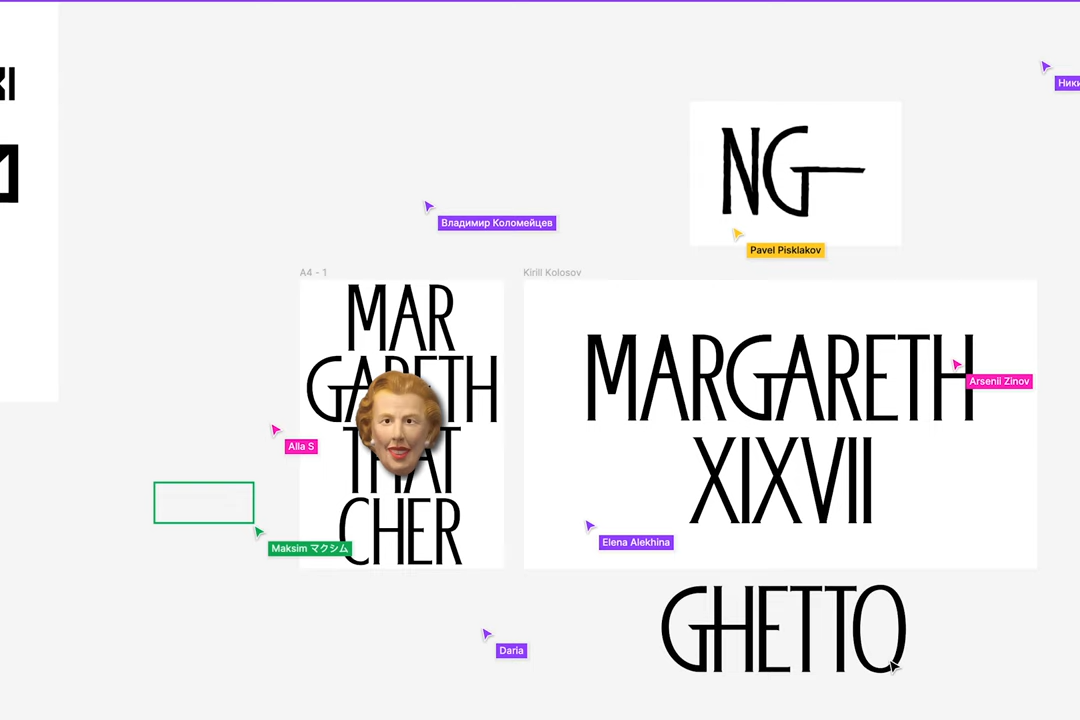 Ники
NG
Владимир Коломейцев
Pavel Pisklakov
A4 - 1
Kirill Kolosov
MAR
GARETH
THAT
CHER
MARGARETH
XIXVII
Arsenii Zinov
Alla S
Elena Alekhina
Maksim マクシム
GHETTO
Daria